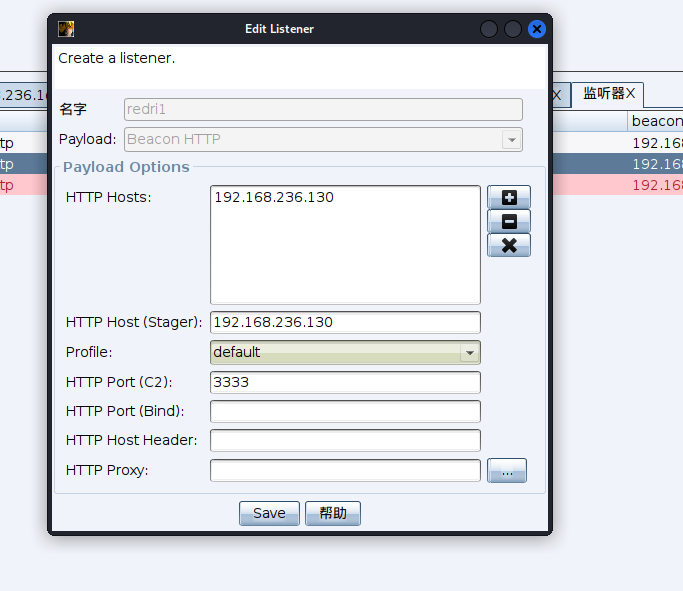 Edit Listener
Create a listener.
.236.1
X
监听器X
名字 redri1
beacon
Payload: Beacon HTTP
tp
192.16
Payload Options
tp
192.168
tp
192.168
HTTP Hosts: 192.168.236.130
HTTP Host (Stager): 192.168.236.130
Profile: default
HTTP Port (C2): 3333
HTTP Port (Bind):
HTTP Host Header:
HTTP Proxy: ...
Save 帮助